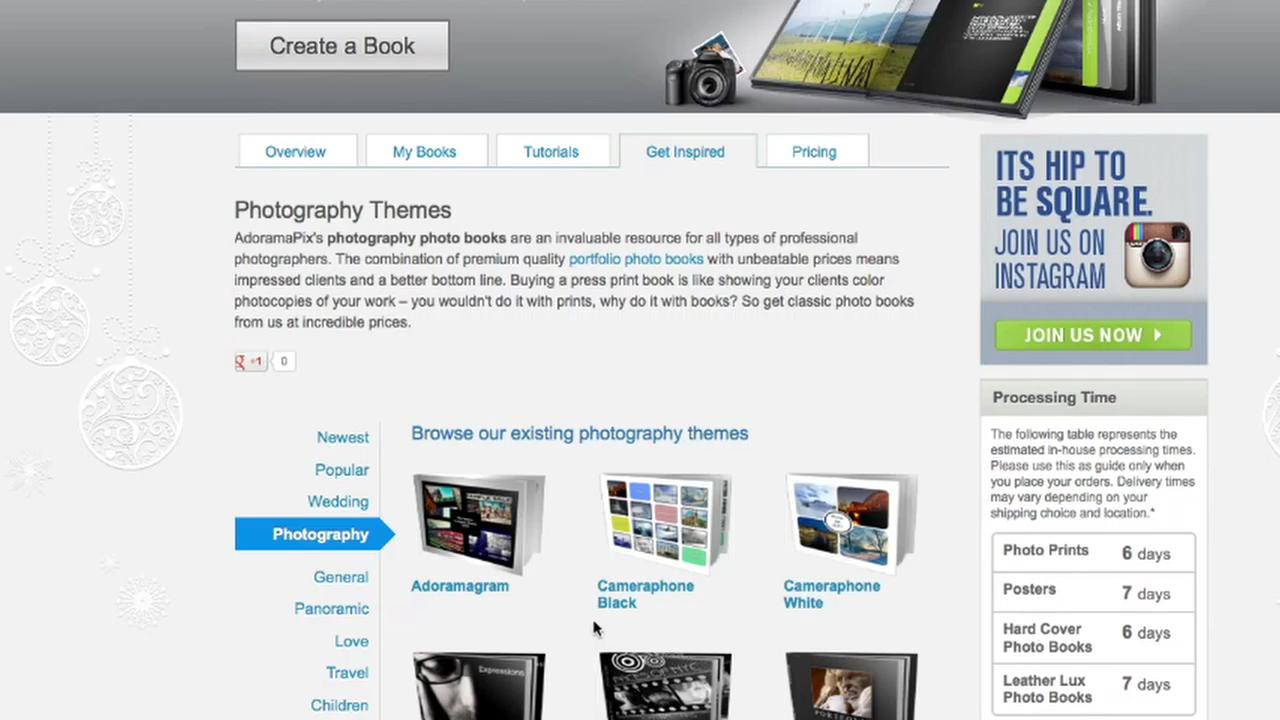 Create a Book
Overview
My Books
Tutorials
Get Inspired
Pricing
Photography Themes
AdoramaPix's photography photo books are an invaluable resource for all types of professional
photographers. The combination of premium quality portfolio photo books with unbeatable prices means
impressed clients and a better bottom line. Buying a press print book is like showing your clients color
photocopies of your work – you wouldn't do it with prints, why do it with books? So get classic photo books
from us at incredible prices.
g +1 0
Newest
Popular
Wedding
Photography
General
Panoramic
Love
Travel
Children
Browse our existing photography themes
Adoramagram
Cameraphone
Black
Cameraphone
White
Expressions
ITS HIP TO
BE SQUARE.
JOIN US ON
INSTAGRAM
JOIN US NOW
Processing Time
The following table represents the
estimated in-house processing times.
Please use this as guide only when
you place your orders. Delivery times
may vary depending on your
shipping choice and location.*
Photo Prints 6 days
Posters 7 days
Hard Cover
Photo Books 6 days
Leather Lux
Photo Books 7 days